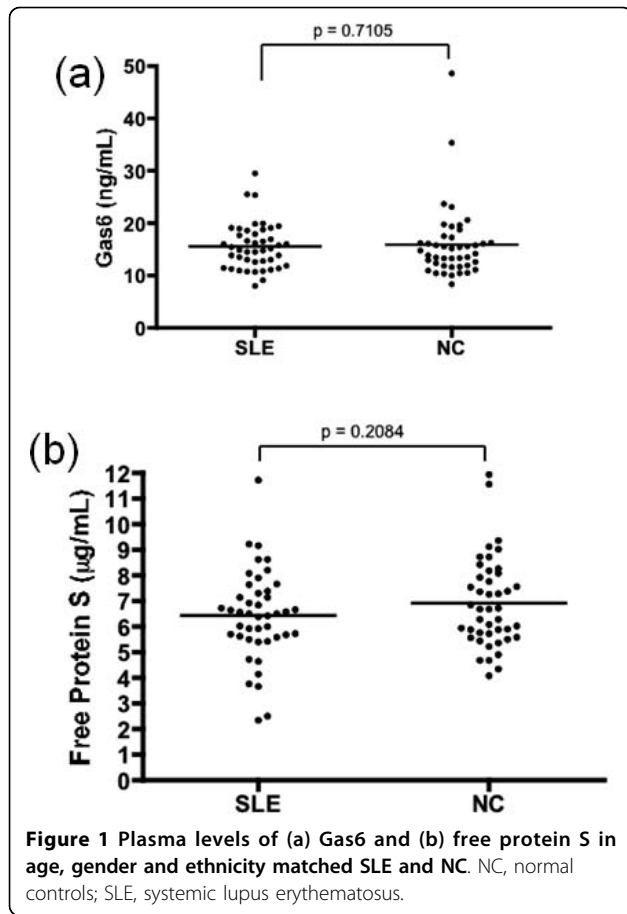 p = 0.7105
(a)
50
40
30
20
10
0
Gas6 (ng/mL)
SLE NC
p = 0.2084
(b)
12
11
10
9
8
7
6
5
4
3
2
1
0
Free Protein S (µg/mL)
SLE NC
Figure 1 Plasma levels of (a) Gas6 and (b) free protein S in
age, gender and ethnicity matched SLE and NC. NC, normal
controls; SLE, systemic lupus erythematosus.